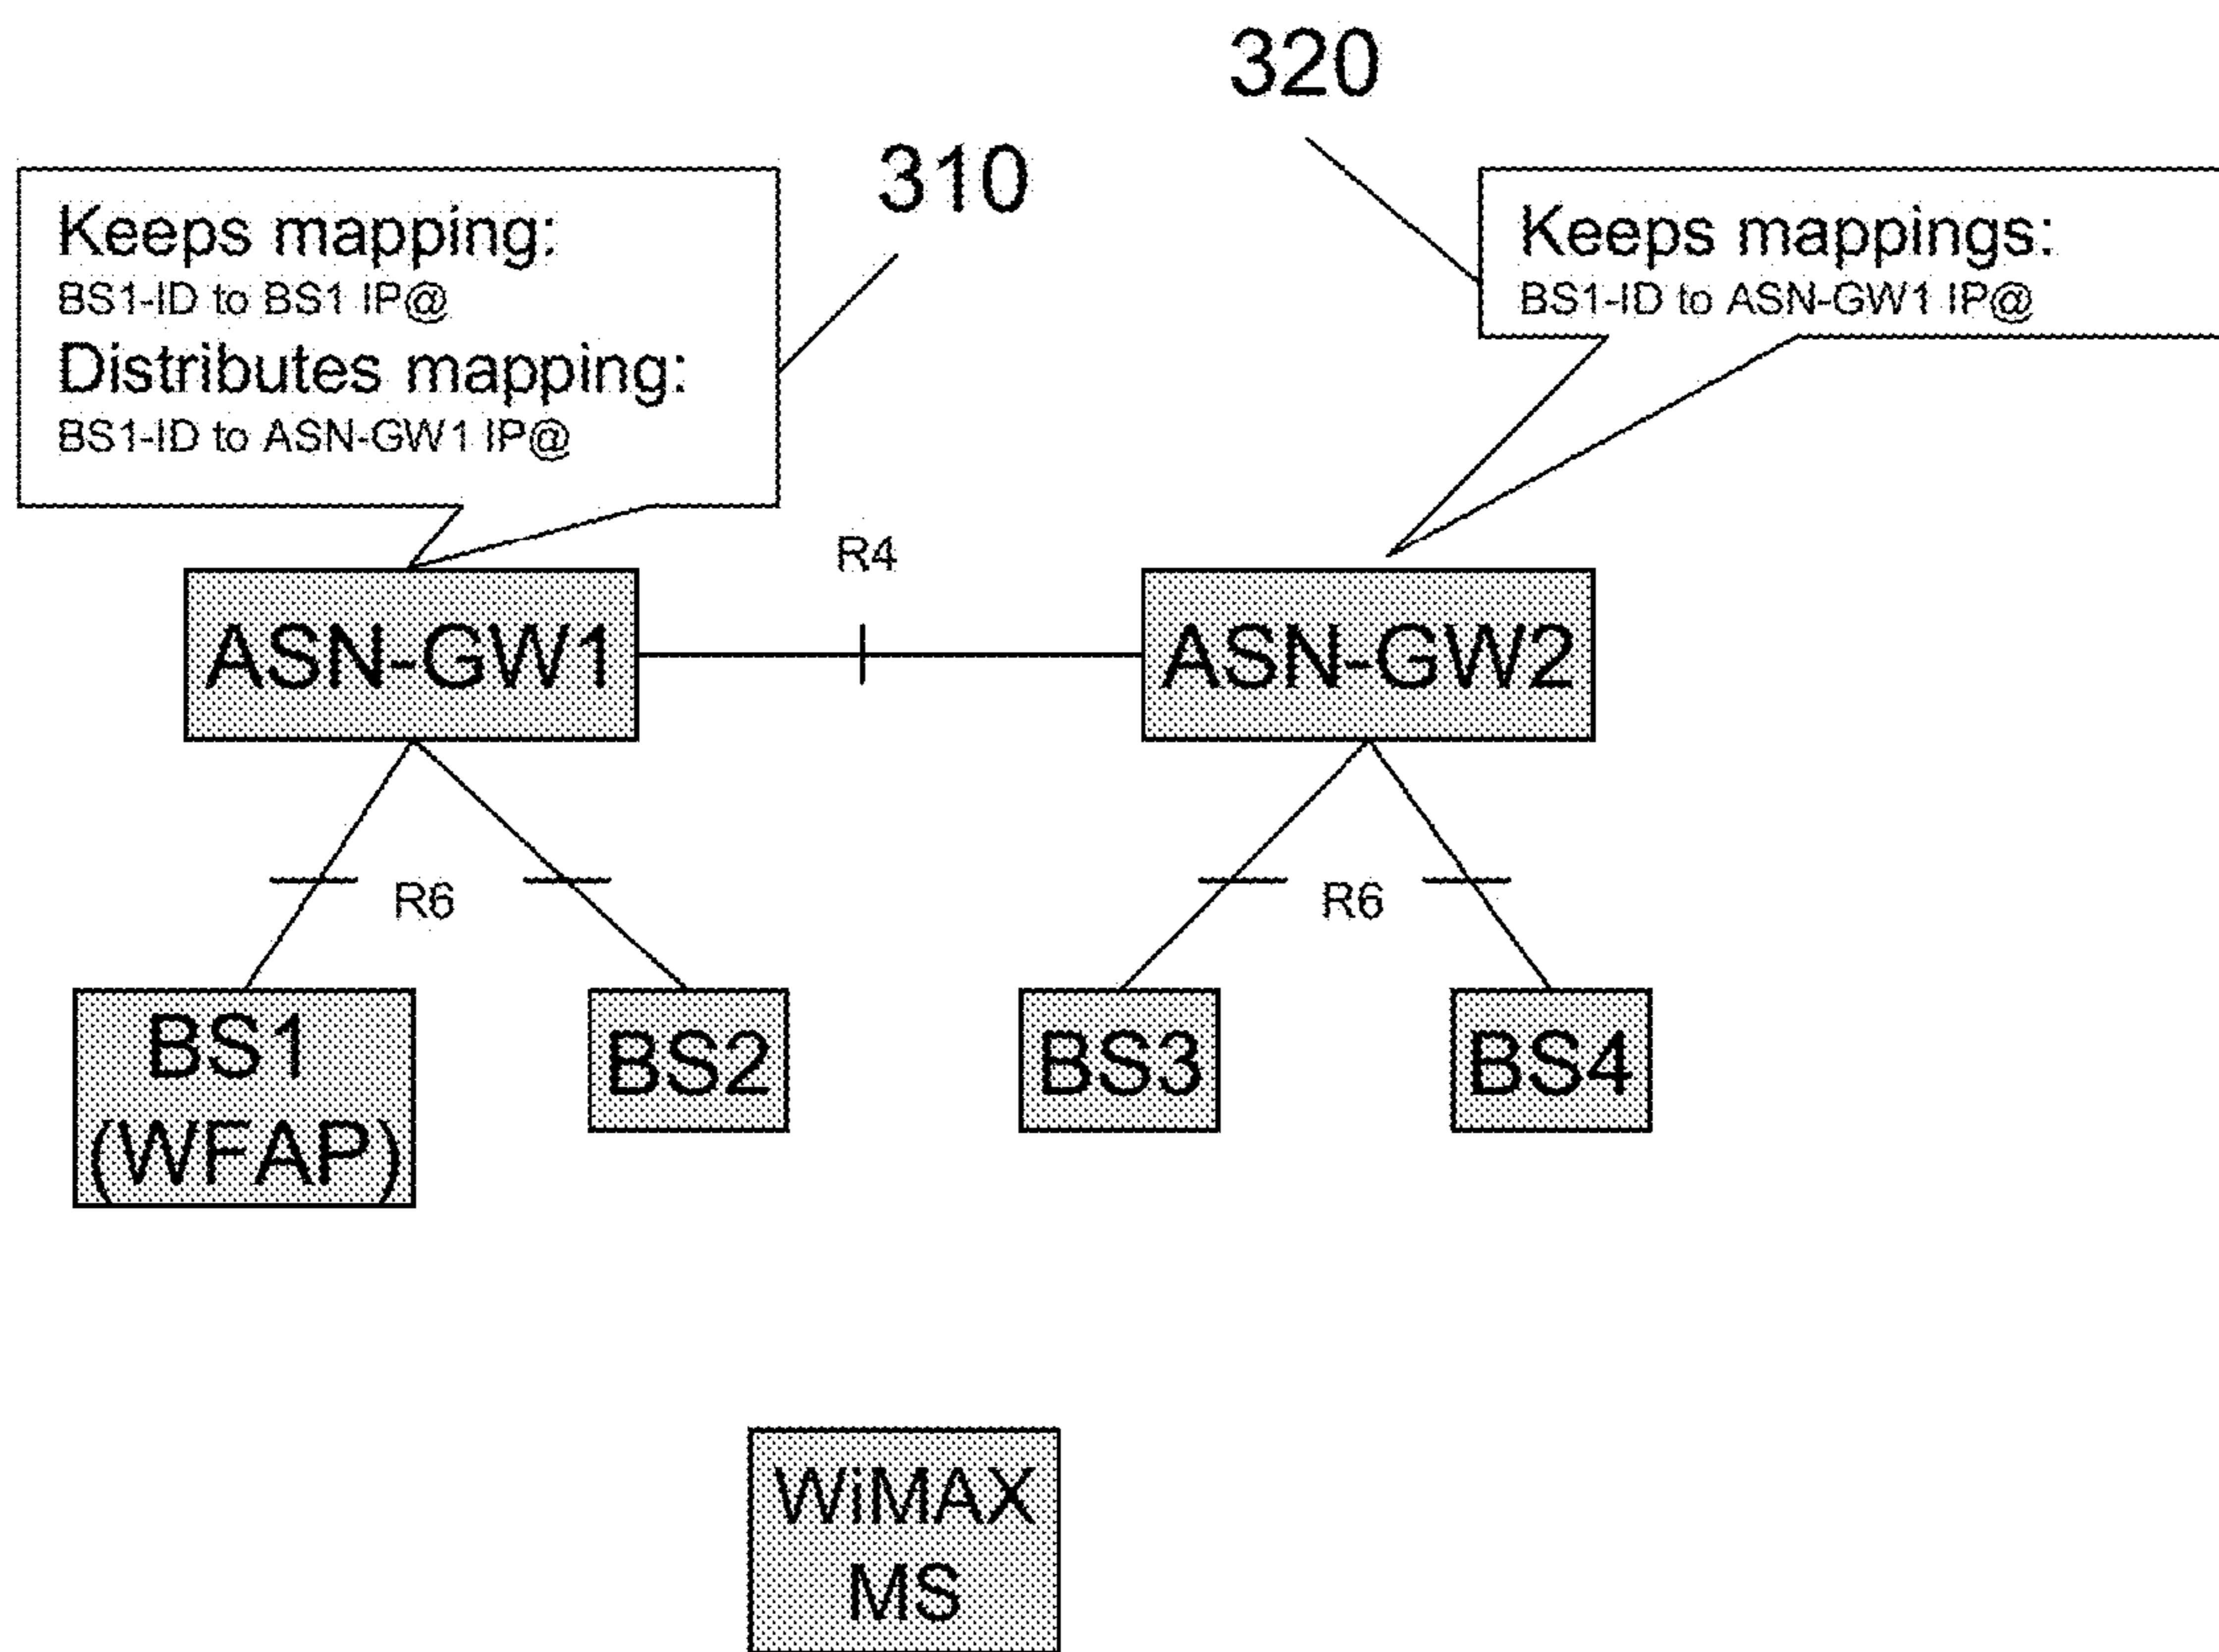 320
310
Keeps mapping:
BS1-ID to BS1 IP@
Distributes mapping:
BS1-ID to ASN-GW1 IP@
Keeps mappings:
BS1-ID to ASN-GW1 IP@
R4
ASN-GW1
ASN-GW2
R6
R6
BS1
(WFAP)
BS2
BS3
BS4
WiMAX
MS